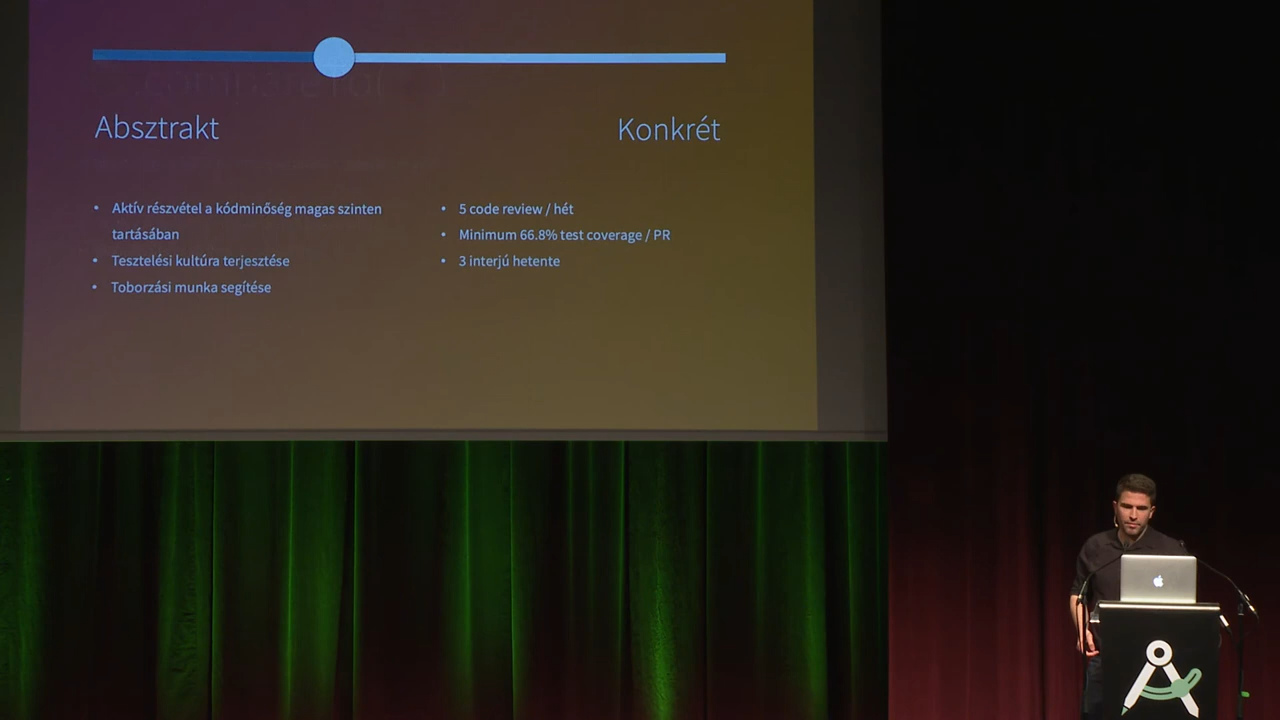 Absztrakt
Konkrét
• Aktív részvétel a kódminőség magas szinten
tartásában
• Tesztelési kultúra terjesztése
• Toborzási munka segítése
• 5 code review / hét
• Minimum 66.8% test coverage / PR
• 3 interjú hetente